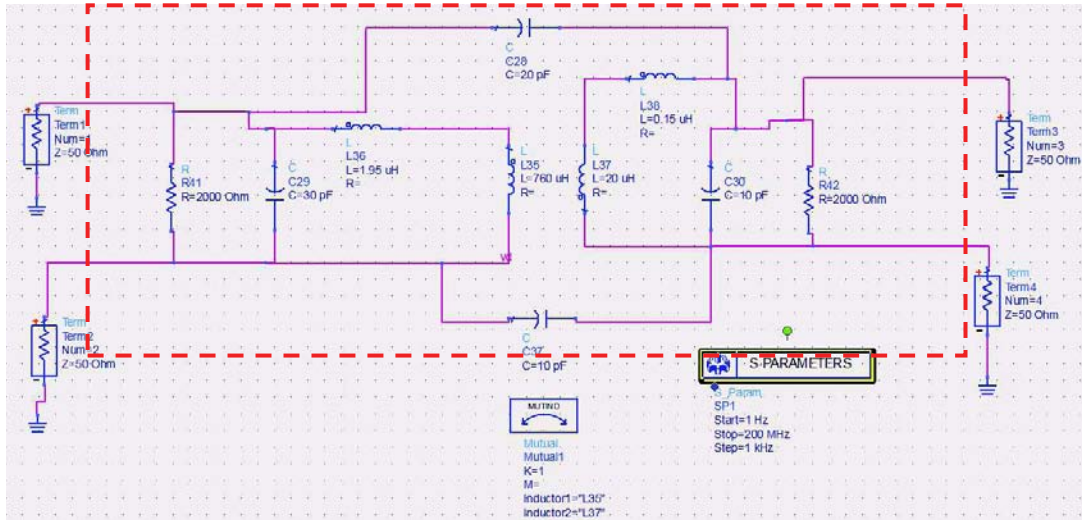 C
C28
C=20 pF
L
L38
L=0.15 uH
R=
Term
Term1
Z=50 Ohm
R
R41
R=2000 Ohm
C
C29
C=30 pF
L
L36
L=1.95 uH
R=
L
L35
L=760 uH
R=
L
L37
L=20 uH
R=
C
C30
C=10 pF
R
R42
R=2000 Ohm
Term
Term3
Num=3
Z=50 Ohm
Term
Term2
Num=2
Z=50 Ohm
Term
Term4
Num=4
Z=50 Ohm
C
C37
C=10 pF
S-PARAMETERS
S_Param
SP1
Start=1 Hz
Stop=200 MHz
Step=1 kHz
MUTIND
Mutual
Mutual1
K=1
M=
Inductor1="L35"
Inductor2="L37"